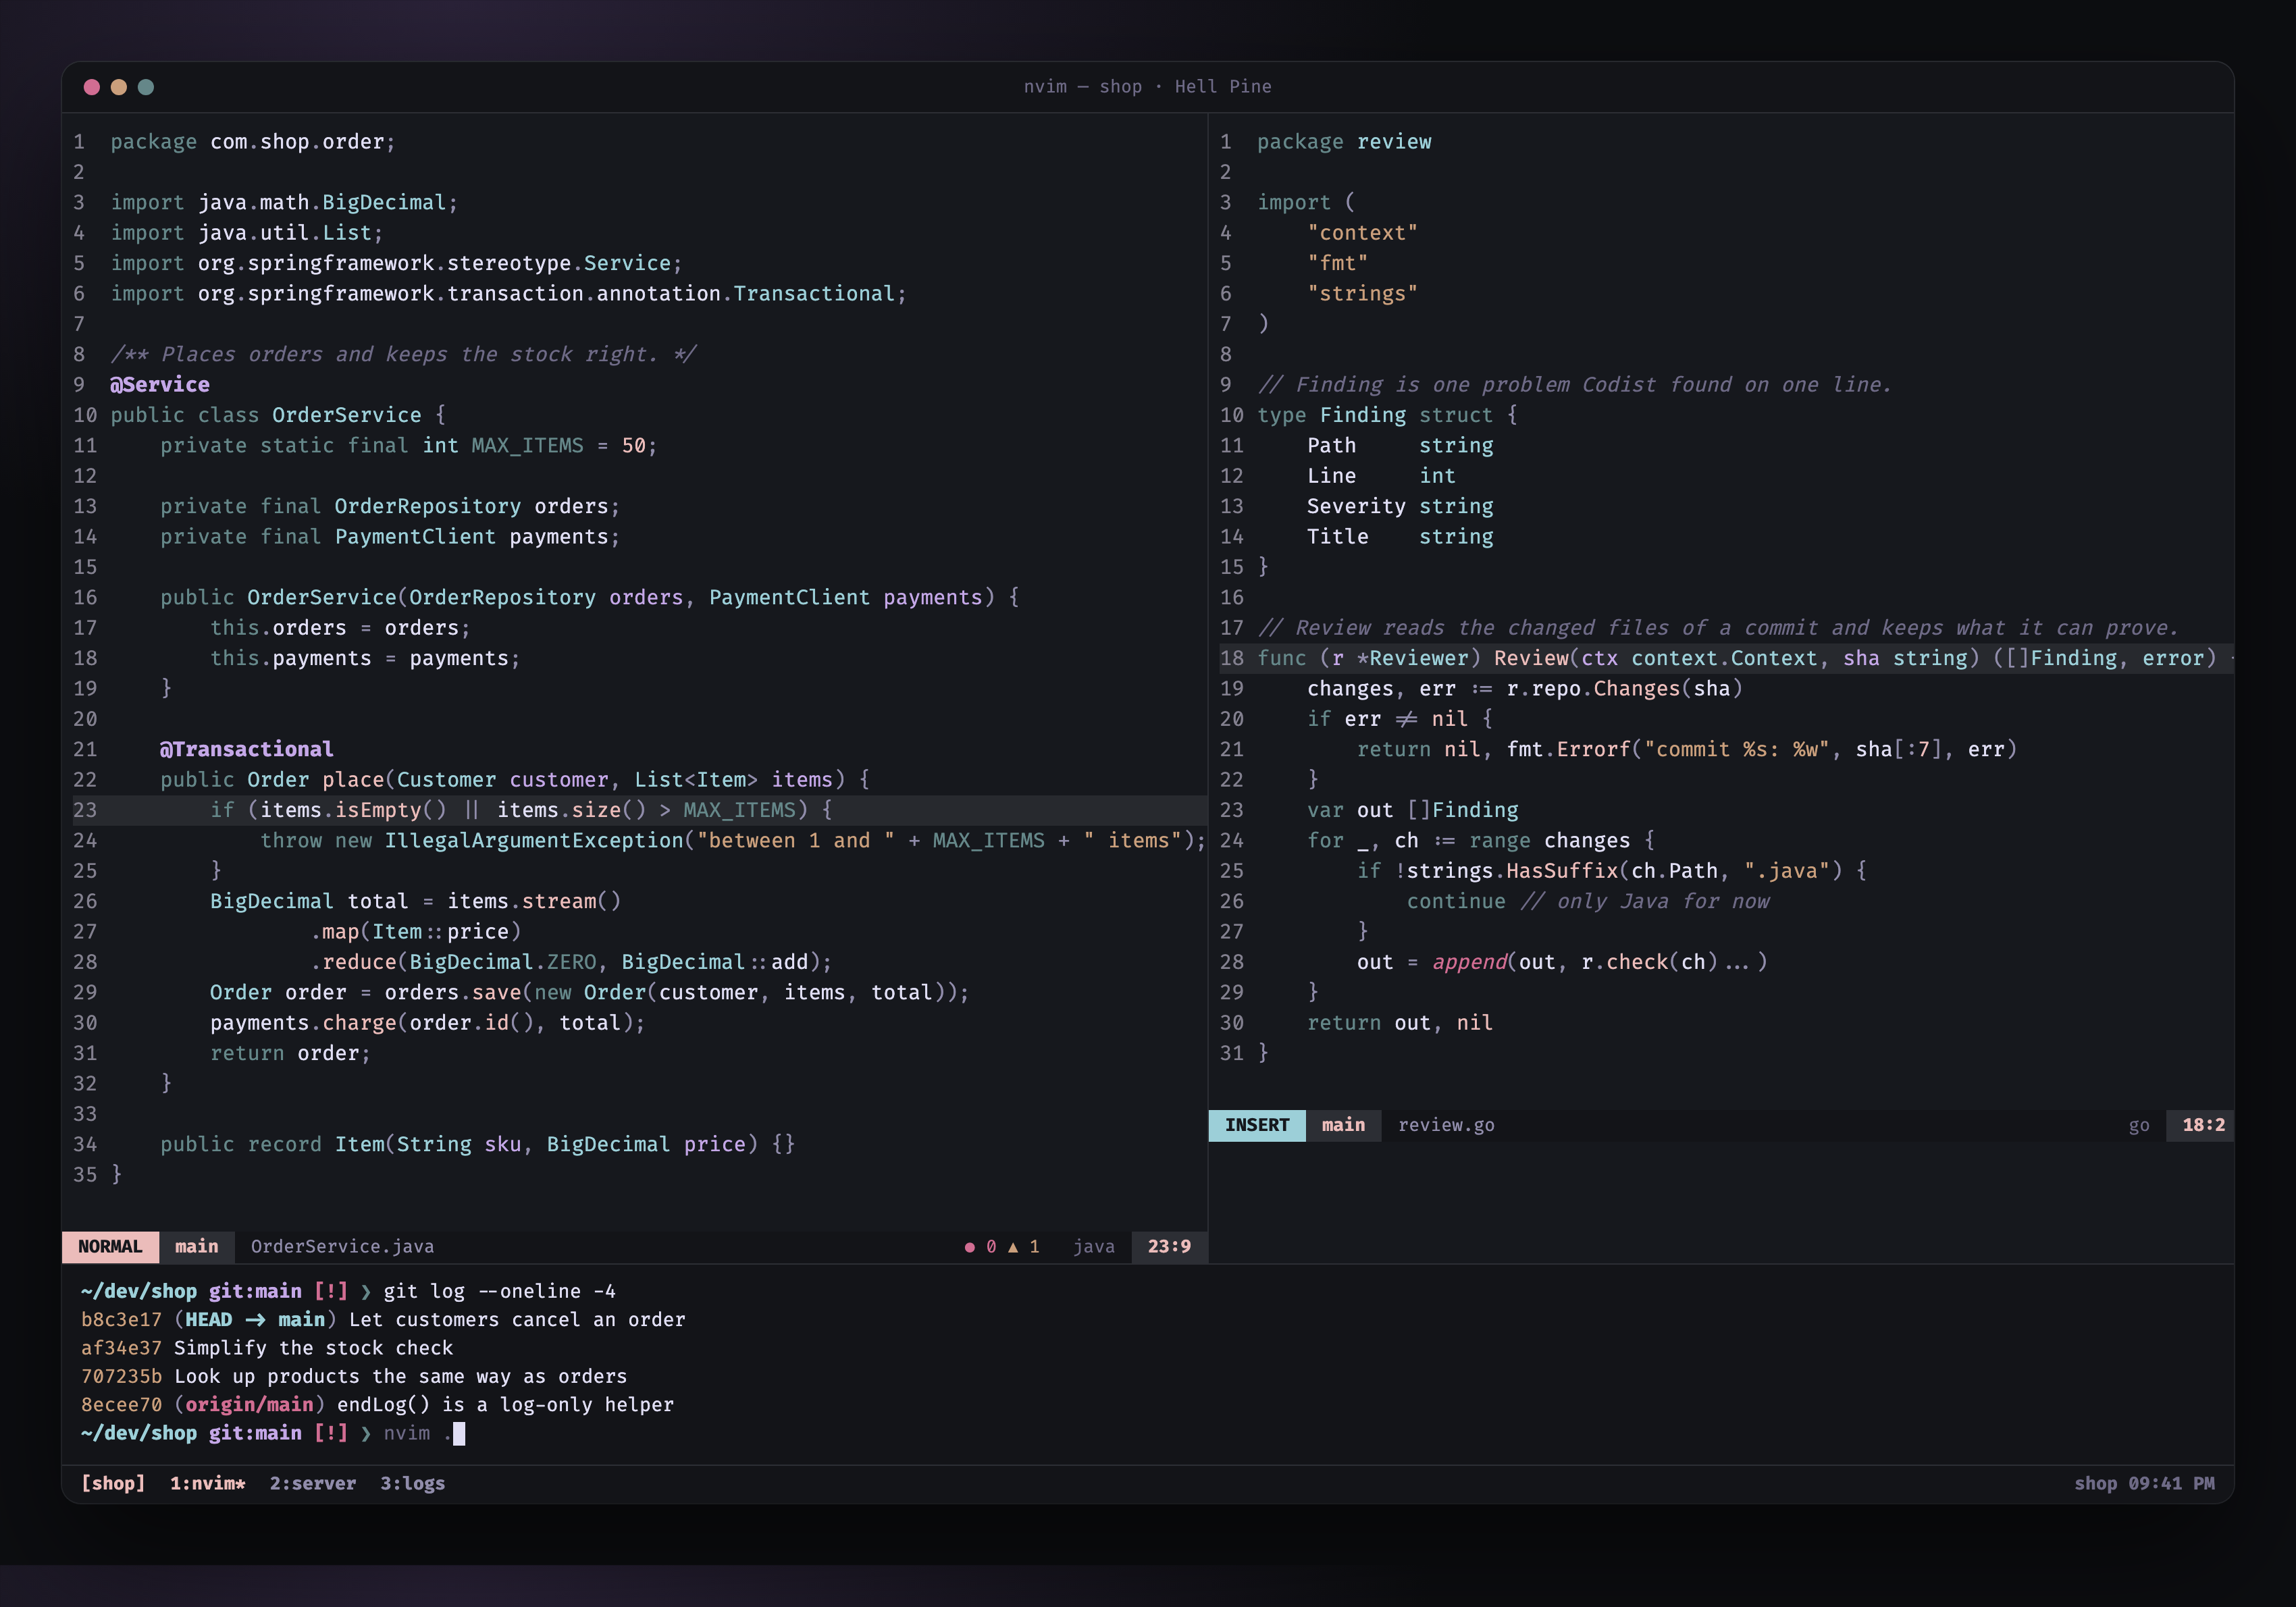 nvim — shop · Hell Pine
1 package com.shop.order;
2
3 import java.math.BigDecimal;
4 import java.util.List;
5 import org.springframework.stereotype.Service;
6 import org.springframework.transaction.annotation.Transactional;
7
8 /** Places orders and keeps the stock right. */
9 @Service
10 public class OrderService {
11     private static final int MAX_ITEMS = 50;
12
13     private final OrderRepository orders;
14     private final PaymentClient payments;
15
16     public OrderService(OrderRepository orders, PaymentClient payments) {
17         this.orders = orders;
18         this.payments = payments;
19     }
20
21     @Transactional
22     public Order place(Customer customer, List<Item> items) {
23         if (items.isEmpty() || items.size() > MAX_ITEMS) {
24             throw new IllegalArgumentException("between 1 and " + MAX_ITEMS + " items");
25         }
26         BigDecimal total = items.stream()
27                 .map(Item::price)
28                 .reduce(BigDecimal.ZERO, BigDecimal::add);
29         Order order = orders.save(new Order(customer, items, total));
30         payments.charge(order.id(), total);
31         return order;
32     }
33
34     public record Item(String sku, BigDecimal price) {}
35 }
NORMAL main OrderService.java ● 0 ▲ 1 java 23:9
1 package review
2
3 import (
4     "context"
5     "fmt"
6     "strings"
7 )
8
9 // Finding is one problem Codist found on one line.
10 type Finding struct {
11     Path     string
12     Line     int
13     Severity string
14     Title    string
15 }
16
17 // Review reads the changed files of a commit and keeps what it can prove.
18 func (r *Reviewer) Review(ctx context.Context, sha string) ([]Finding, error)
19     changes, err := r.repo.Changes(sha)
20     if err != nil {
21         return nil, fmt.Errorf("commit %s: %w", sha[:7], err)
22     }
23     var out []Finding
24     for _, ch := range changes {
25         if !strings.HasSuffix(ch.Path, ".java") {
26             continue // only Java for now
27         }
28         out = append(out, r.check(ch)...)
29     }
30     return out, nil
31 }
INSERT main review.go go 18:2
~/dev/shop git:main [!] ❯ git log --oneline -4
b8c3e17 (HEAD -> main) Let customers cancel an order
af34e37 Simplify the stock check
707235b Look up products the same way as orders
8ecee70 (origin/main) endLog() is a log-only helper
~/dev/shop git:main [!] ❯ nvim .
[shop] 1:nvim* 2:server 3:logs shop 09:41 PM